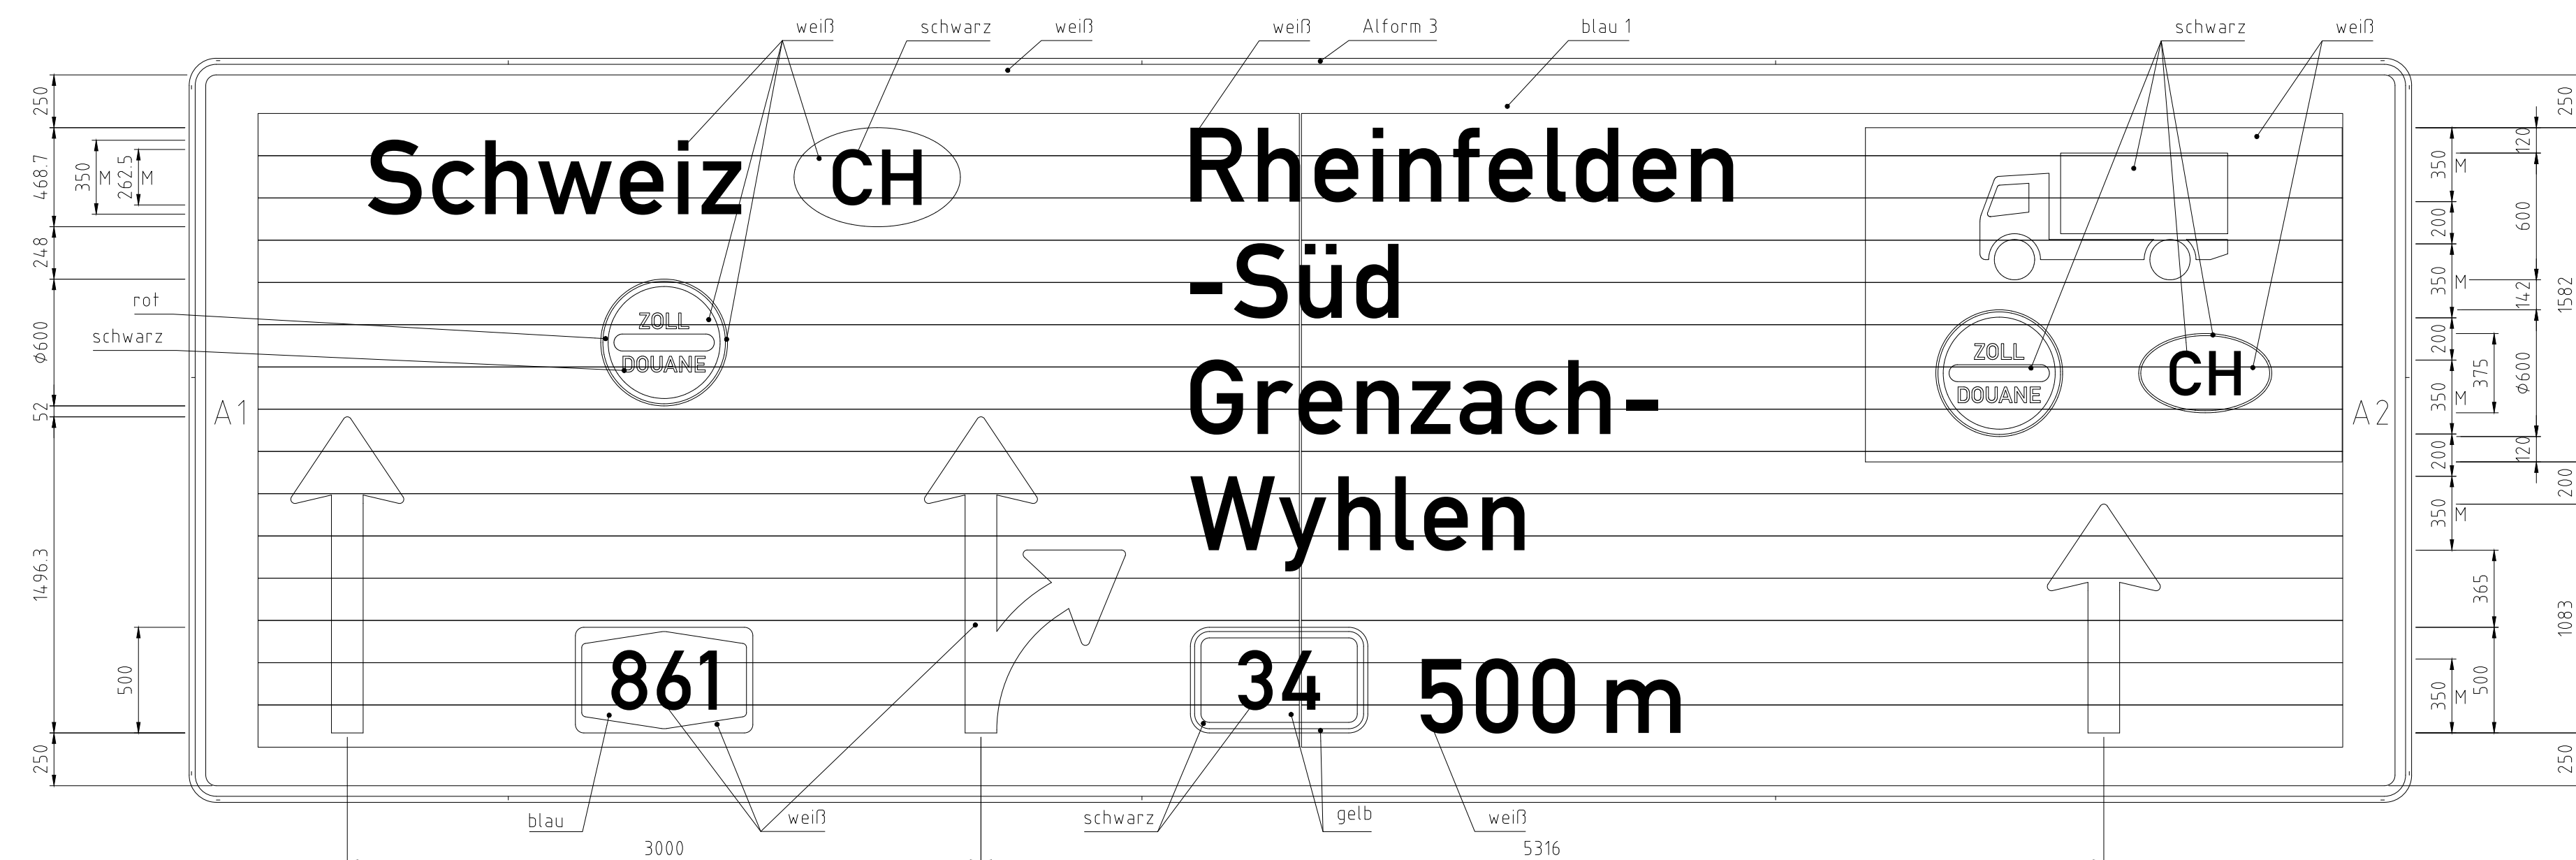 weiß schwarz weiß weiß Alform 3 blau 1 schwarz weiß
Schweiz CH
Rheinfelden
-Süd
Grenzach-
Wyhlen
ZOLL
DOUANE
ZOLL
DOUANE
CH
rot
schwarz
A1
A2
861
34
500 m
blau
weiß
schwarz
gelb
weiß
3000
5316
250
468.7
350 M
262.5 M
248
ϕ600
52
1496.3
500
250
350 M
200
350 M
200
350 M
200
350 M
365
350 M
500
375
120
600
142
ϕ600
120
250
1582
200
1083
250